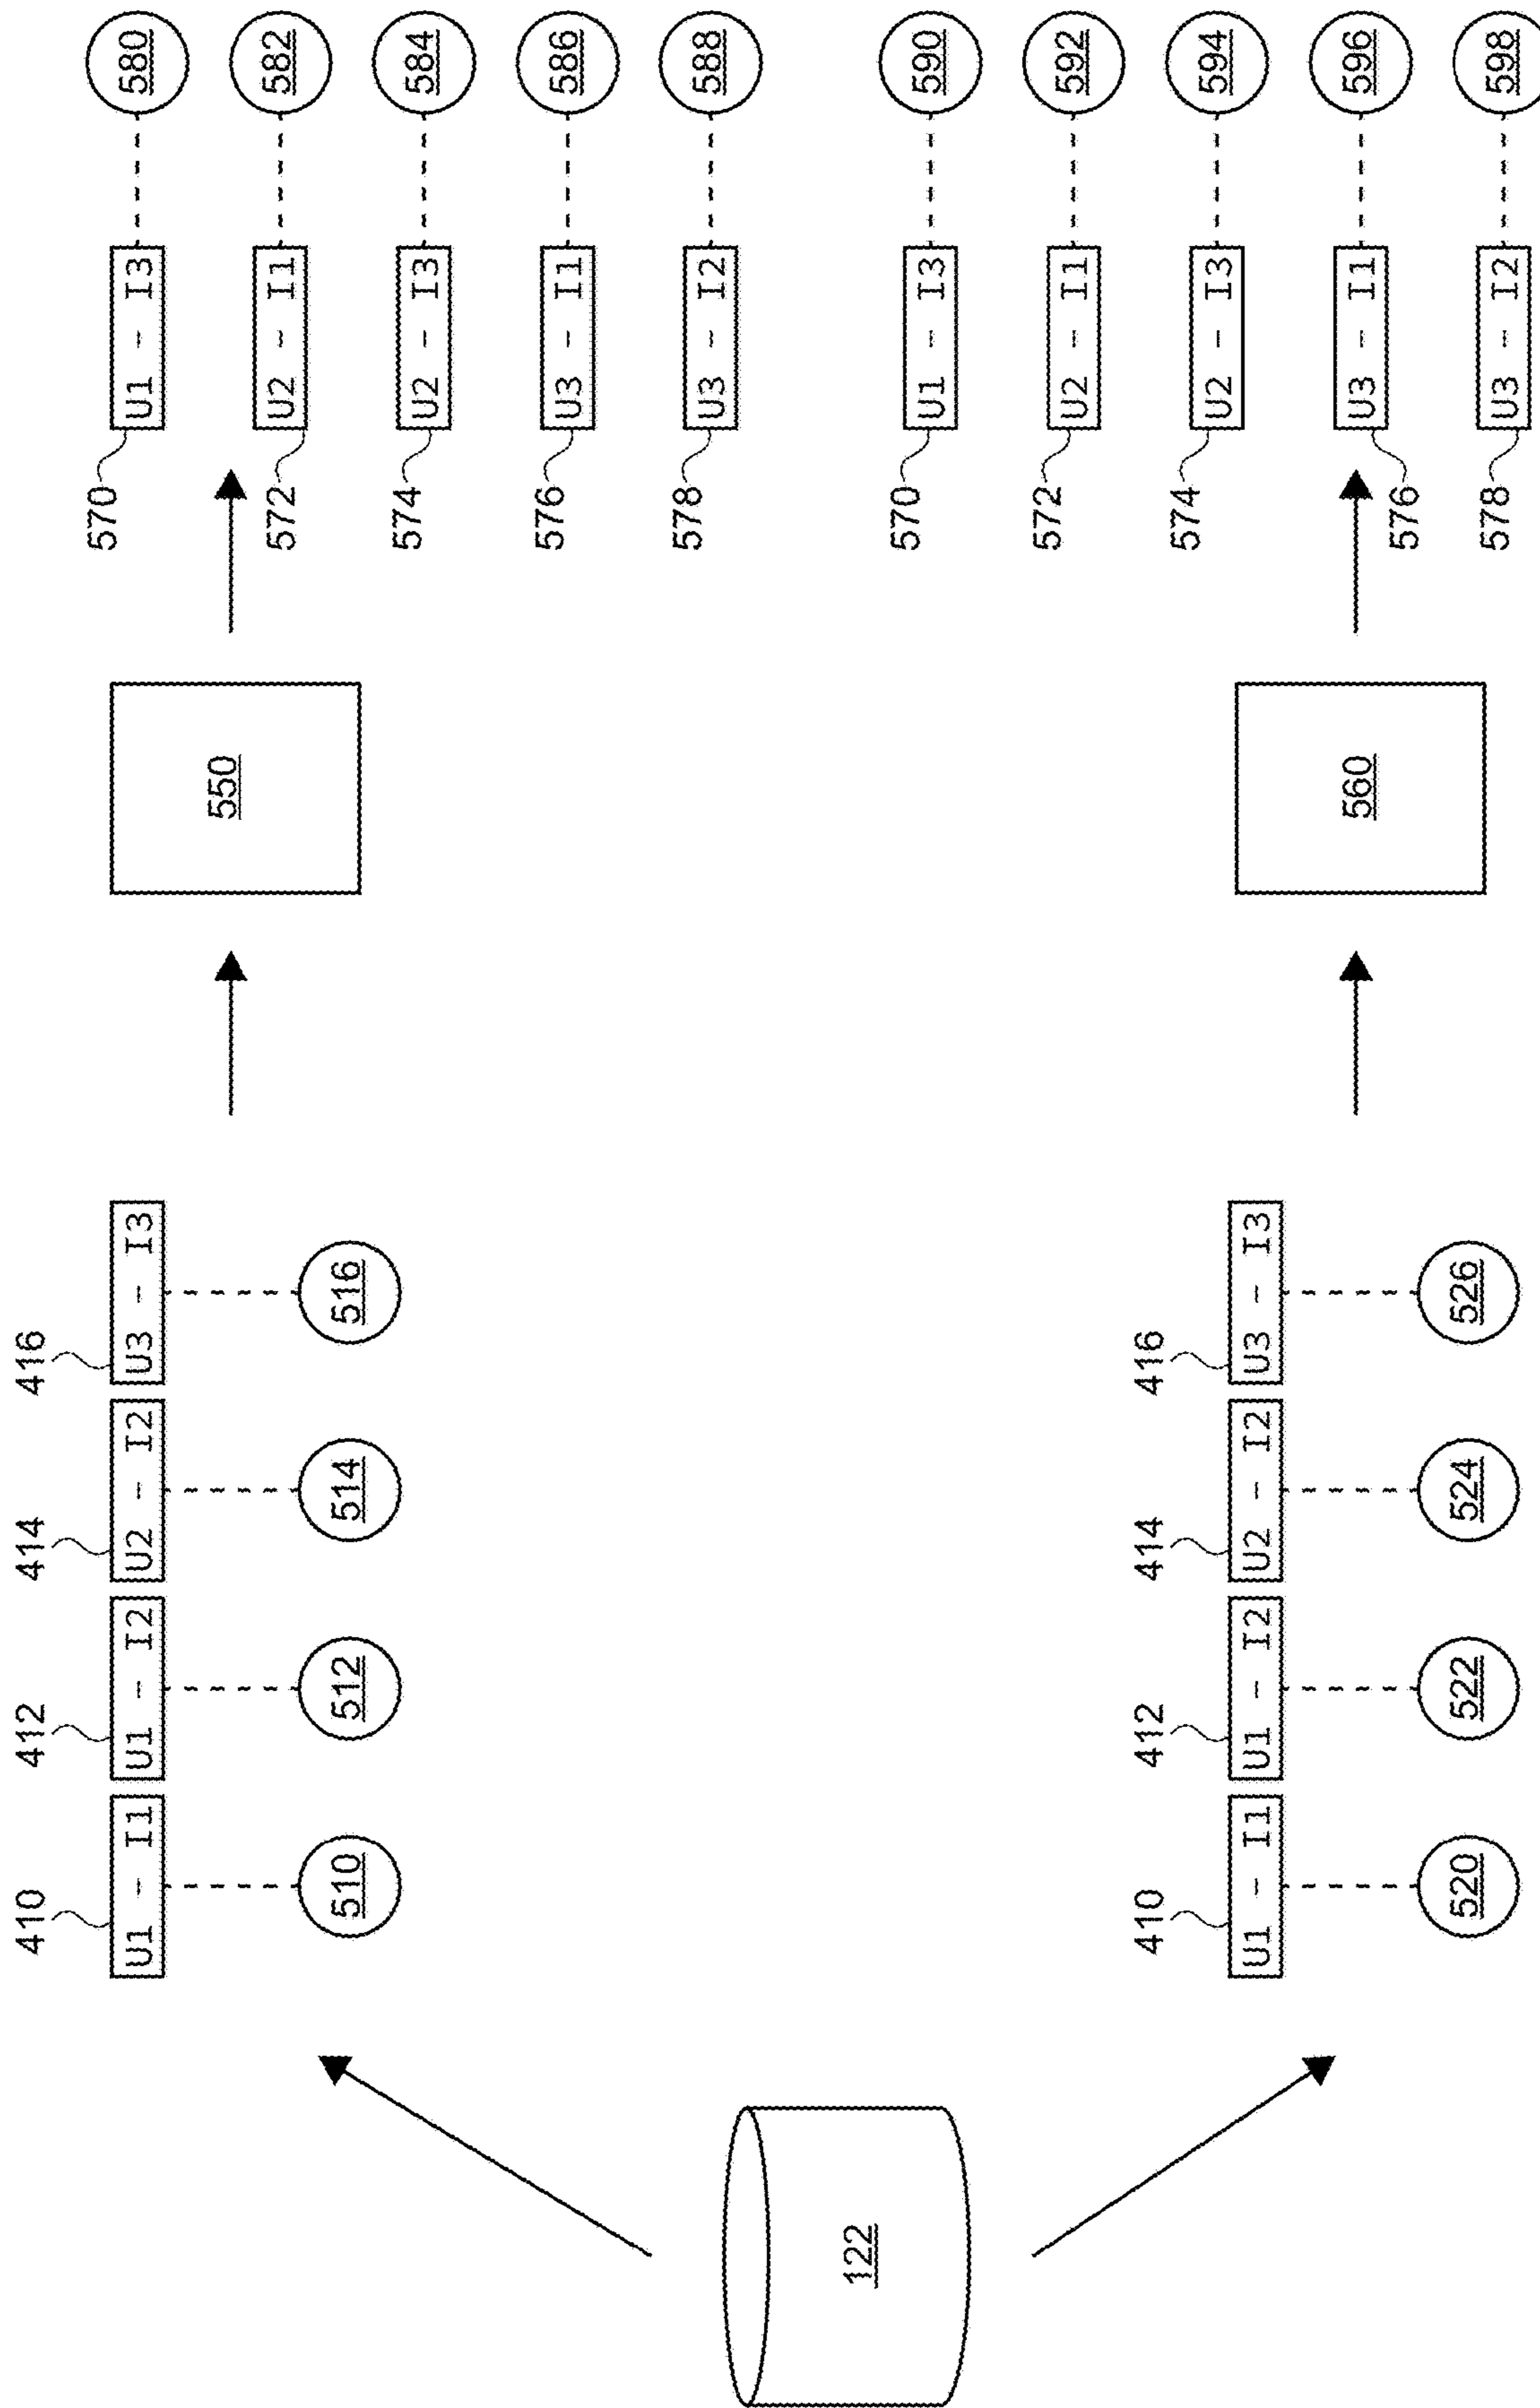 410 412 414 416
U1 - I1 U1 - I2 U2 - I2 U3 - I3
510 512 514 516
550
570 U1 - I3 580
572 U2 - I1 582
574 U2 - I3 584
576 U3 - I1 586
578 U3 - I2 588
122
410 412 414 416
U1 - I1 U1 - I2 U2 - I2 U3 - I3
520 522 524 526
560
570 U1 - I3 590
572 U2 - I1 592
574 U2 - I3 594
576 U3 - I1 596
578 U3 - I2 598